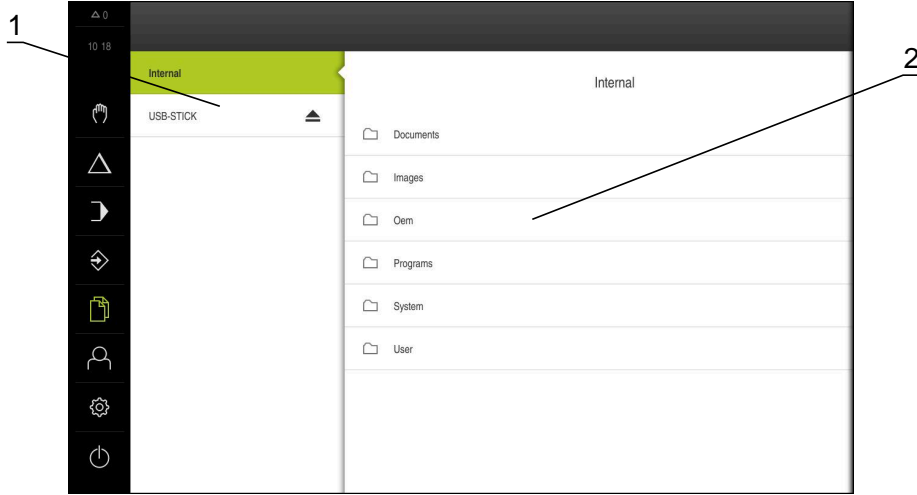 1
0
10 18
Internal
USB-STICK
Internal
2
Documents
Images
Oem
Programs
System
User